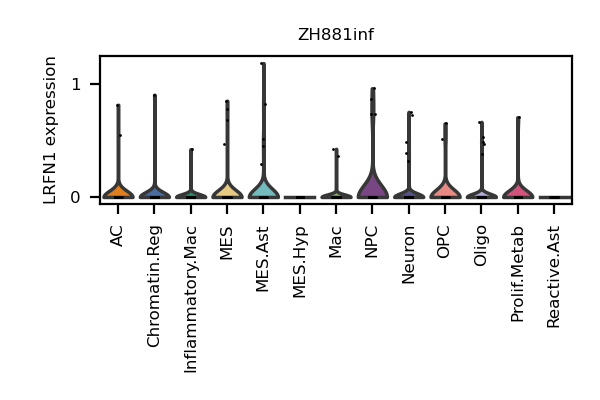 ZH881inf
LRFN1 expression
1
0
AC
Chromatin.Reg
Inflammatory.Mac
MES
MES.Ast
MES.Hyp
Mac
NPC
Neuron
OPC
Oligo
Prolif.Metab
Reactive.Ast